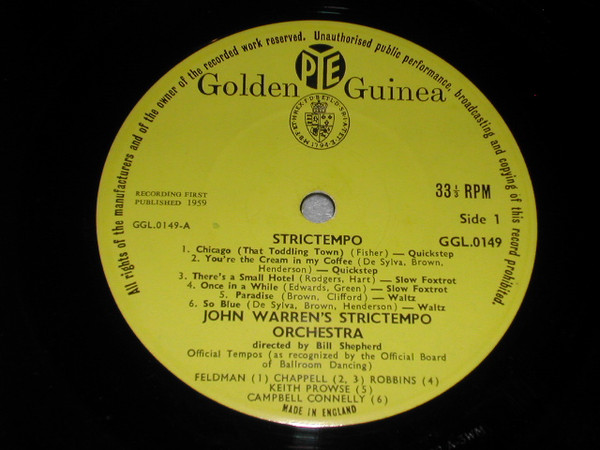 All rights of the manufacturers and of the owner of the recorded work reserved. Unauthorised public performance, broadcasting and copying of this record prohibited.
PYE
Golden Guinea
RECORDING FIRST
PUBLISHED 1959
33 1/3 RPM
Side 1
GGL.0149-A
GGL.0149
STRICTEMPO
1. Chicago (That Toddling Town) (Fisher) — Quickstep
2. You're the Cream in my Coffee (De Sylva, Brown,
Henderson) — Quickstep
3. There's a Small Hotel (Rodgers, Hart) — Slow Foxtrot
4. Once in a While (Edwards, Green) — Slow Foxtrot
5. Paradise (Brown, Clifford) — Waltz
6. So Blue (De Sylva, Brown, Henderson) — Waltz
JOHN WARREN'S STRICTEMPO
ORCHESTRA
directed by Bill Shepherd
Official Tempos (as recognized by the Official Board
of Ballroom Dancing)
FELDMAN (1) CHAPPELL (2, 3) ROBBINS (4)
KEITH PROWSE (5)
CAMPBELL CONNELLY (6)
MADE IN ENGLAND